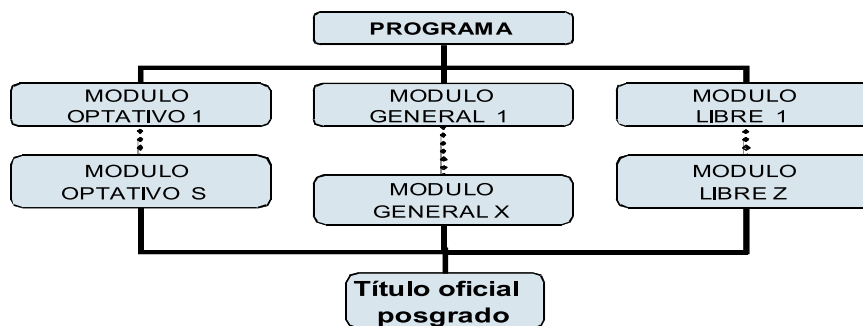 PROGRAMA
MODULO
OPTATIVO 1
MODULO
GENERAL 1
MODULO
LIBRE 1
MODULO
OPTATIVO S
MODULO
GENERAL X
MODULO
LIBRE Z
Título oficial
posgrado